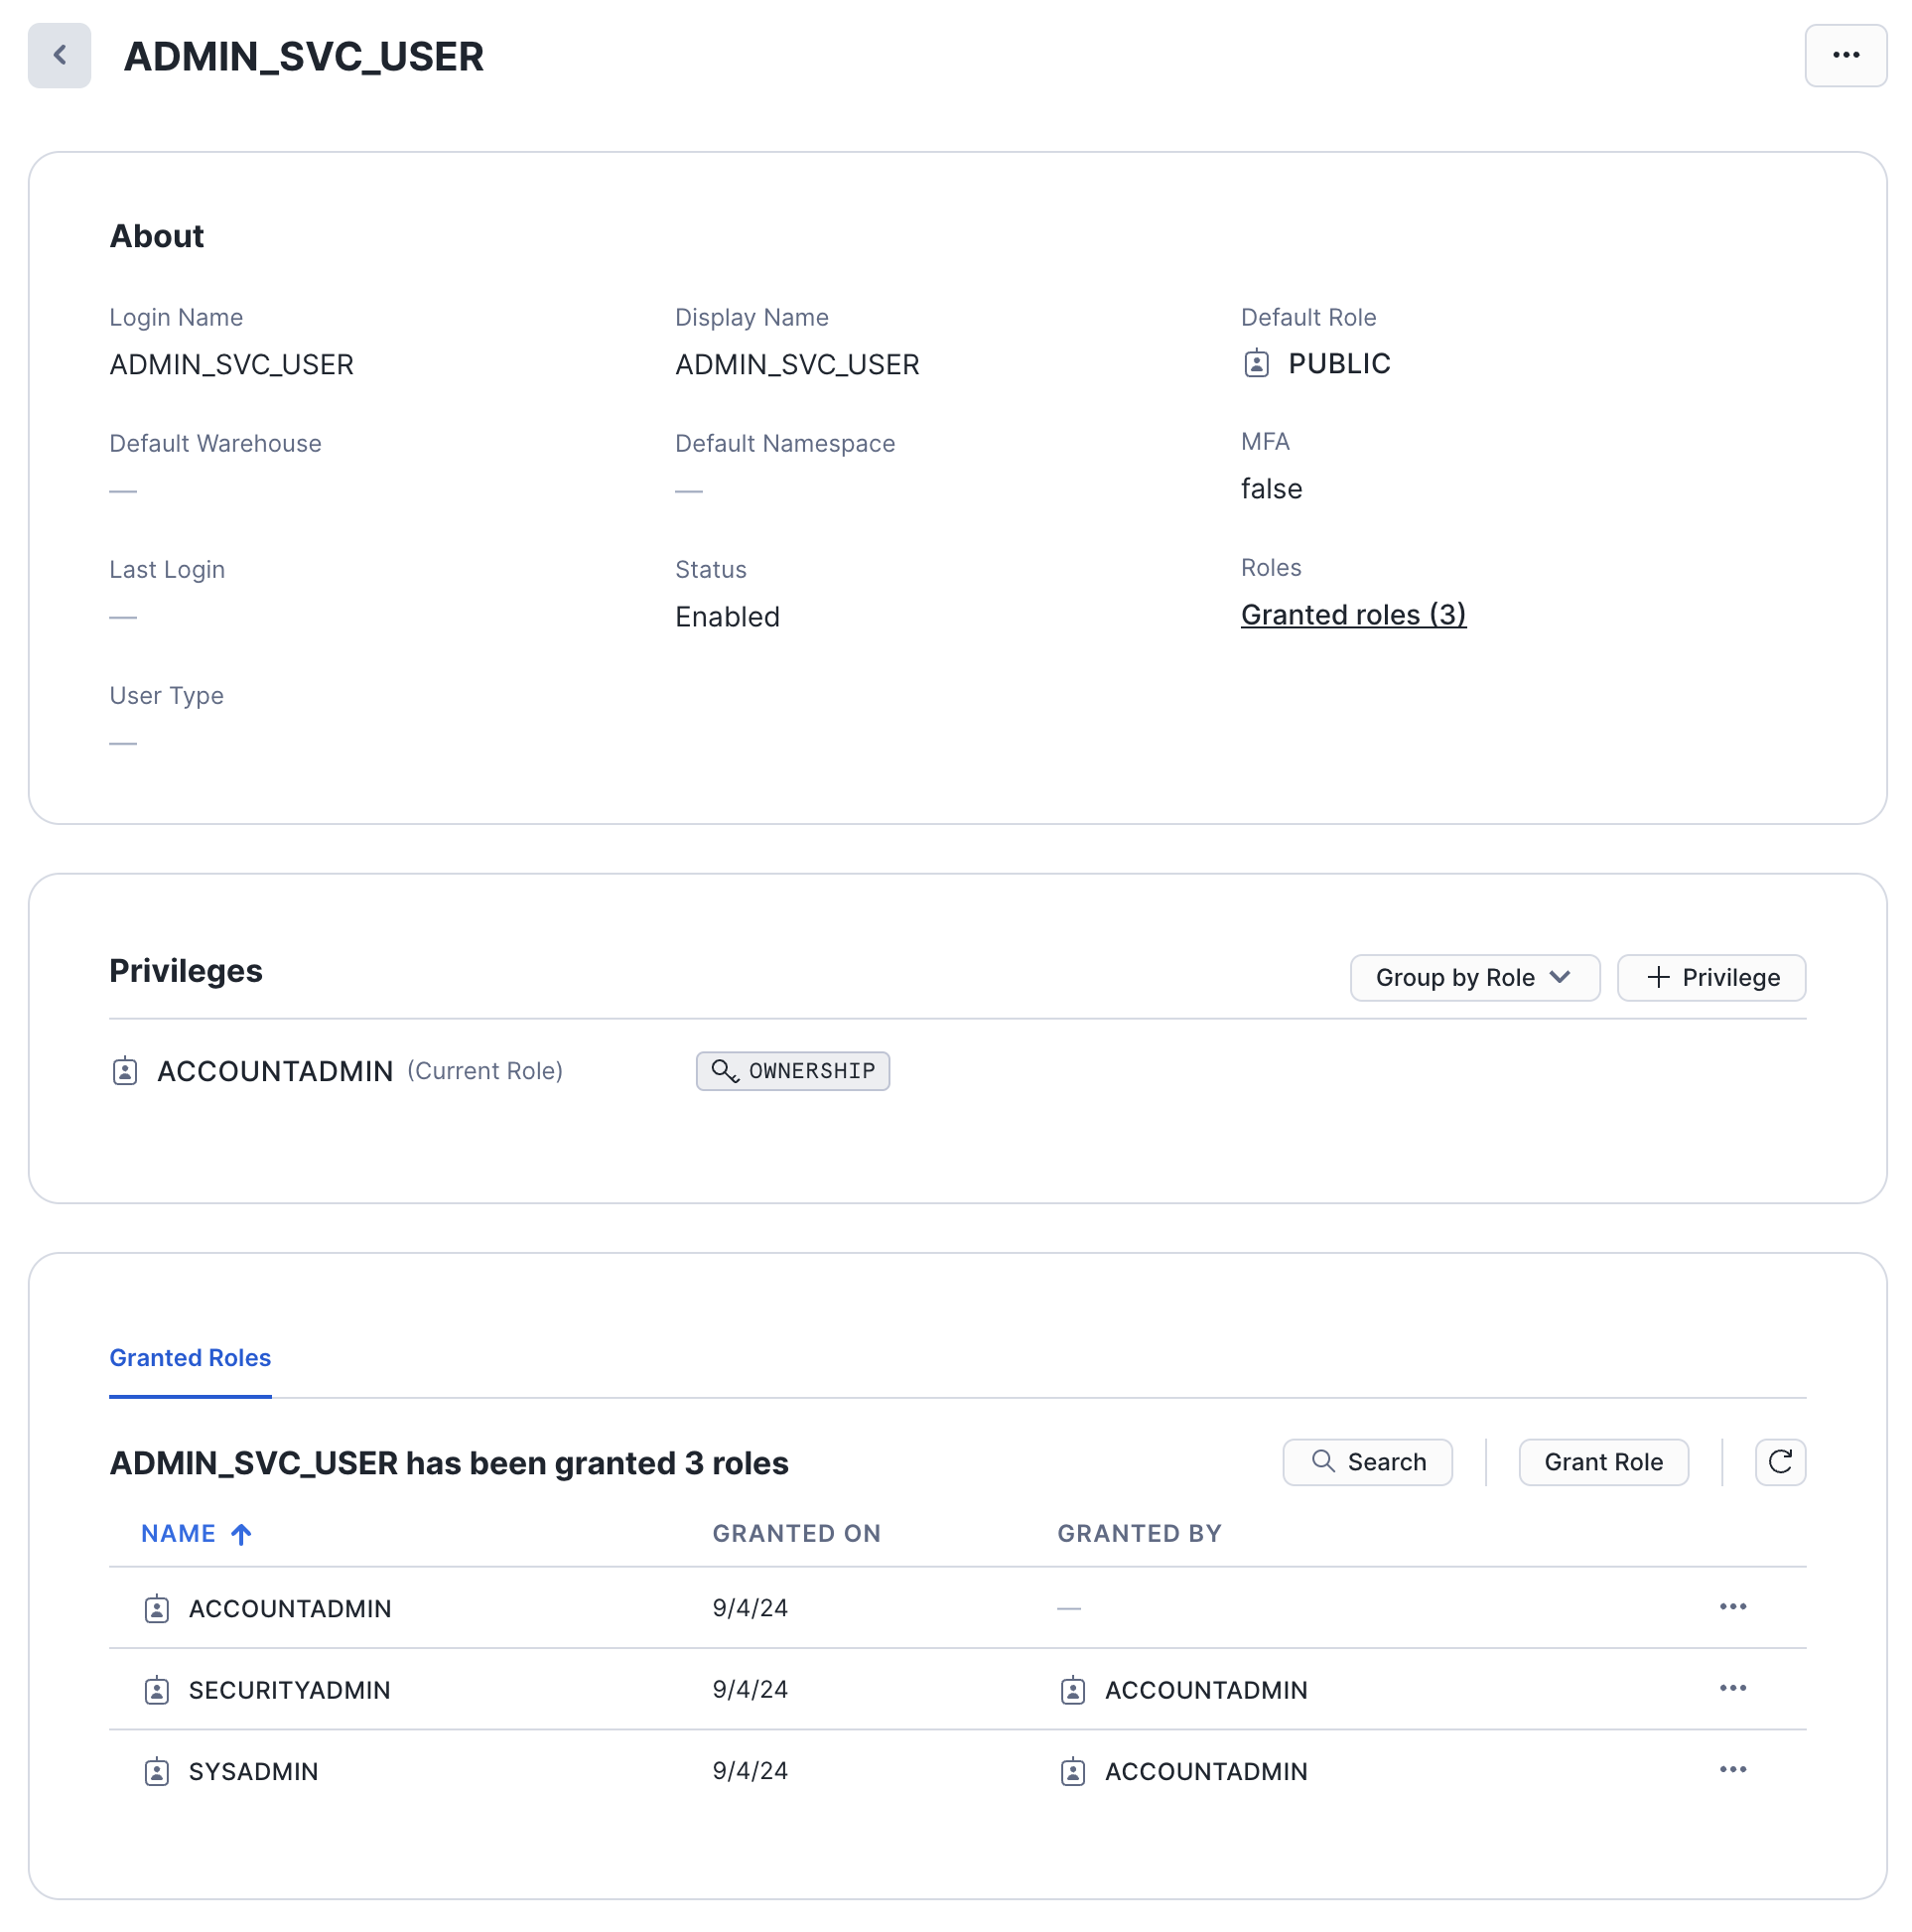 ADMIN_SVC_USER
About
Login Name Display Name Default Role
ADMIN_SVC_USER ADMIN_SVC_USER PUBLIC
Default Warehouse Default Namespace MFA
— — false
Last Login Status Roles
— Enabled Granted roles (3)
User Type
—
Privileges Group by Role + Privilege
ACCOUNTADMIN (Current Role) OWNERSHIP
Granted Roles
ADMIN_SVC_USER has been granted 3 roles Search Grant Role
NAME GRANTED ON GRANTED BY
ACCOUNTADMIN 9/4/24 —
SECURITYADMIN 9/4/24 ACCOUNTADMIN
SYSADMIN 9/4/24 ACCOUNTADMIN